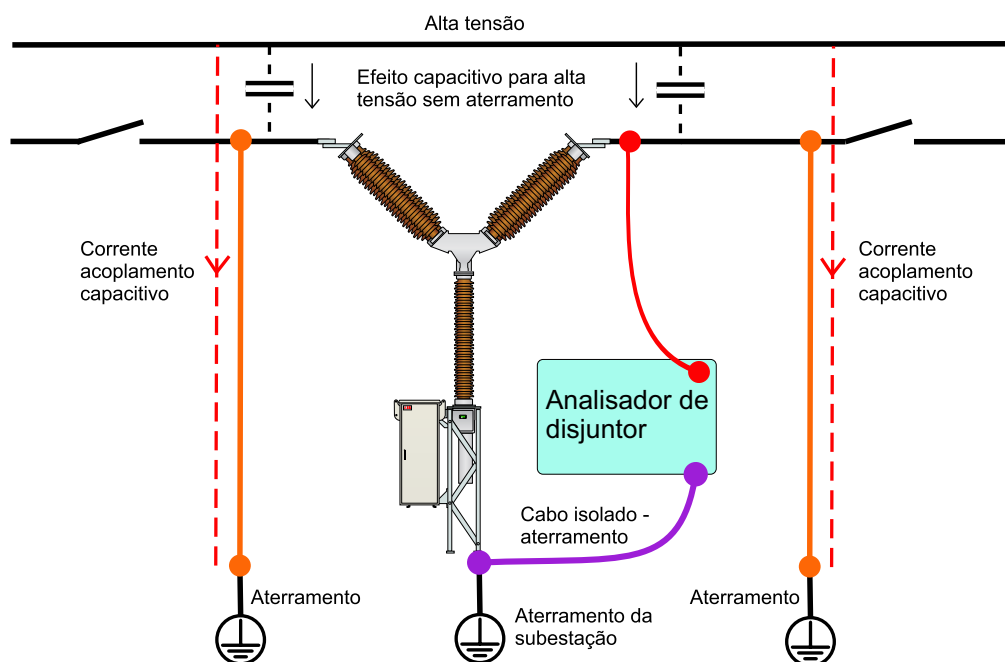 Alta tensão
Efeito capacitivo para alta
tensão sem aterramento
Corrente
acoplamento
capacitivo
Corrente
acoplamento
capacitivo
Analisador de
disjuntor
Cabo isolado -
aterramento
Aterramento
Aterramento da
subestação
Aterramento